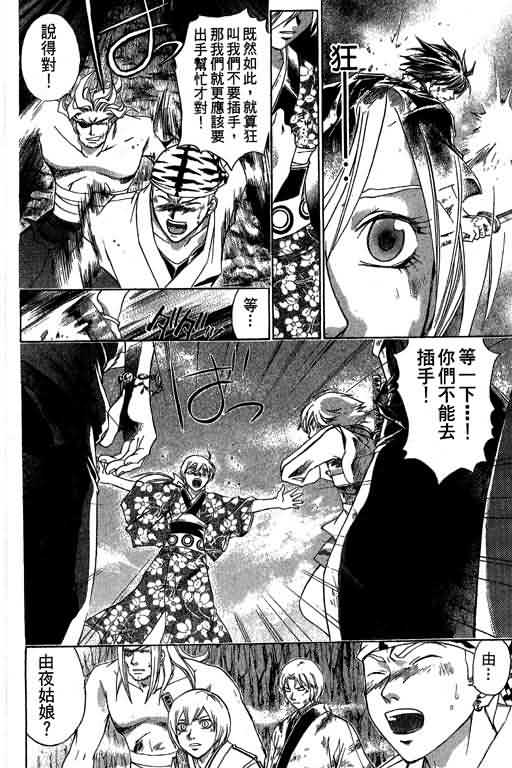 狂…
既然如此，就算狂
叫我們不要插手，
那我們就更應該要
出手幫忙才對！
說得對！
等…
等一下…！
你們不能去
插手！
由…
由夜姑娘？